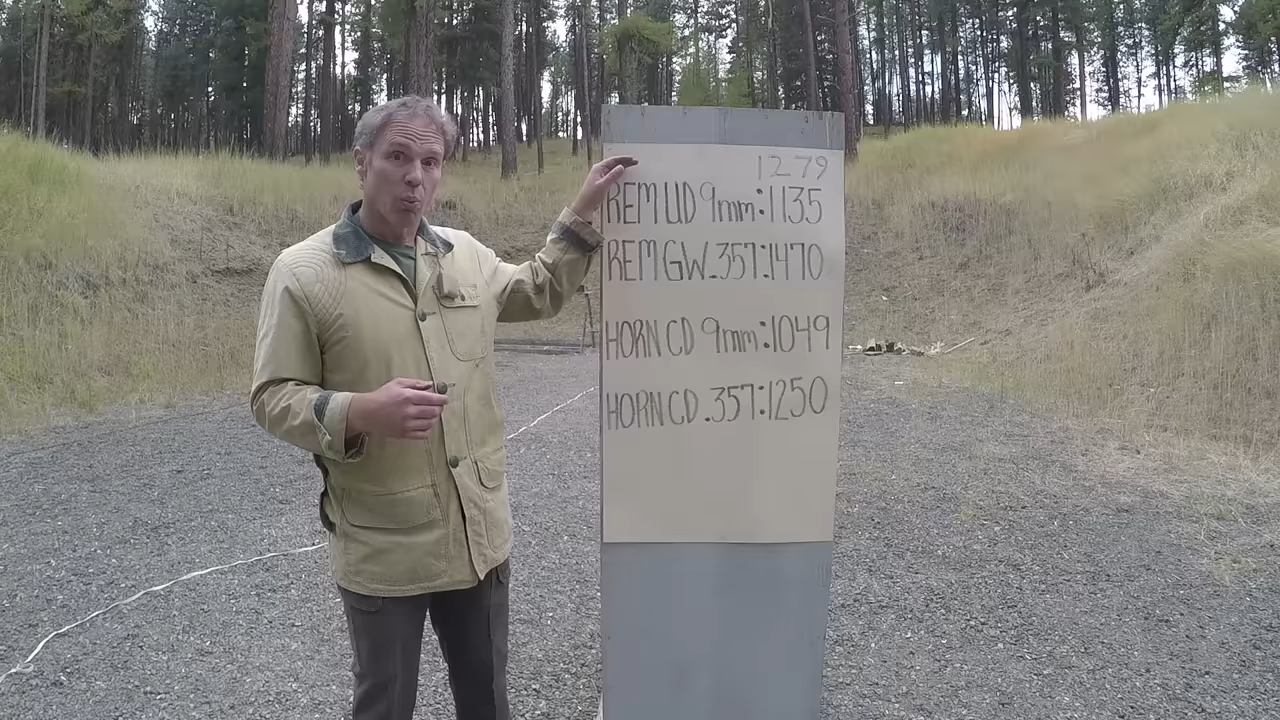 1279
REM UD 9mm:1135
REM GW .357:1470
HORN CD 9mm:1049
HORN CD .357:1250